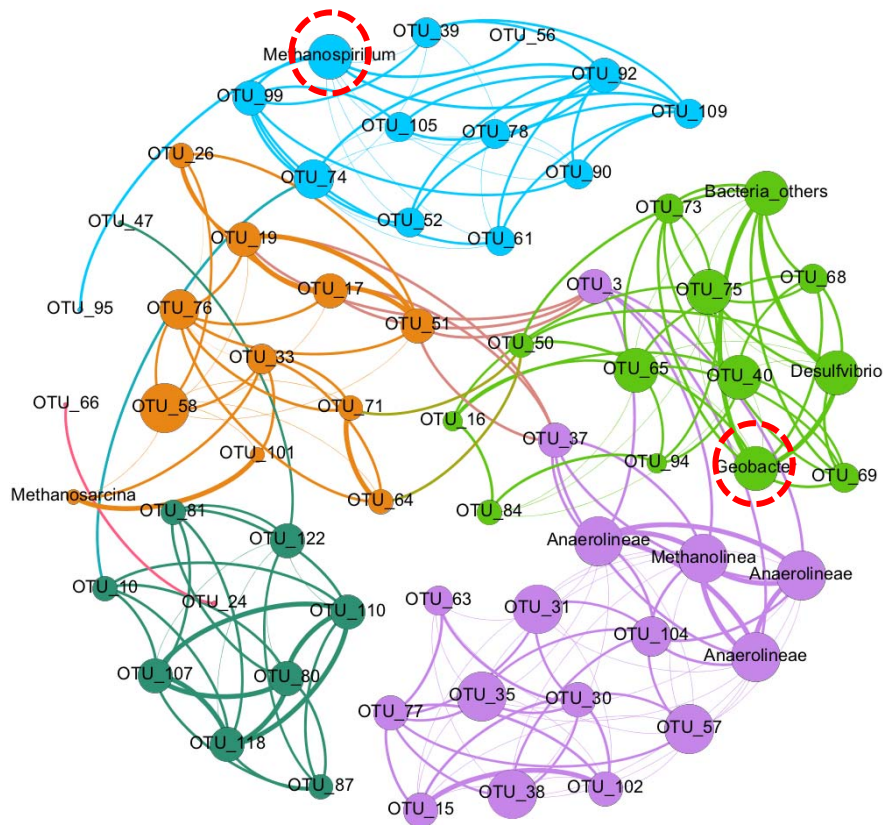 OTU_39
OTU_56
Methanospirillum
OTU_92
OTU_99
OTU_109
OTU_105
OTU_78
OTU_26
OTU_74
OTU_90
Bacteria_others
OTU_73
OTU_47
OTU_52
OTU_61
OTU_19
OTU_3
OTU_75
OTU_68
OTU_17
OTU_95
OTU_76
OTU_51
OTU_50
OTU_33
OTU_65
OTU_40
Desulfvibrio
OTU_66
OTU_58
OTU_71
OTU_16
OTU_37
OTU_101
OTU_94
Geobacte
OTU_69
Methanosarcina
OTU_64
OTU_81
OTU_84
OTU_122
Anaerolineae
Methanolinea
Anaerolineae
OTU_10
OTU_24
OTU_110
OTU_63
OTU_31
OTU_104
Anaerolineae
OTU_107
OTU_80
OTU_35
OTU_30
OTU_77
OTU_57
OTU_118
OTU_87
OTU_15
OTU_38
OTU_102